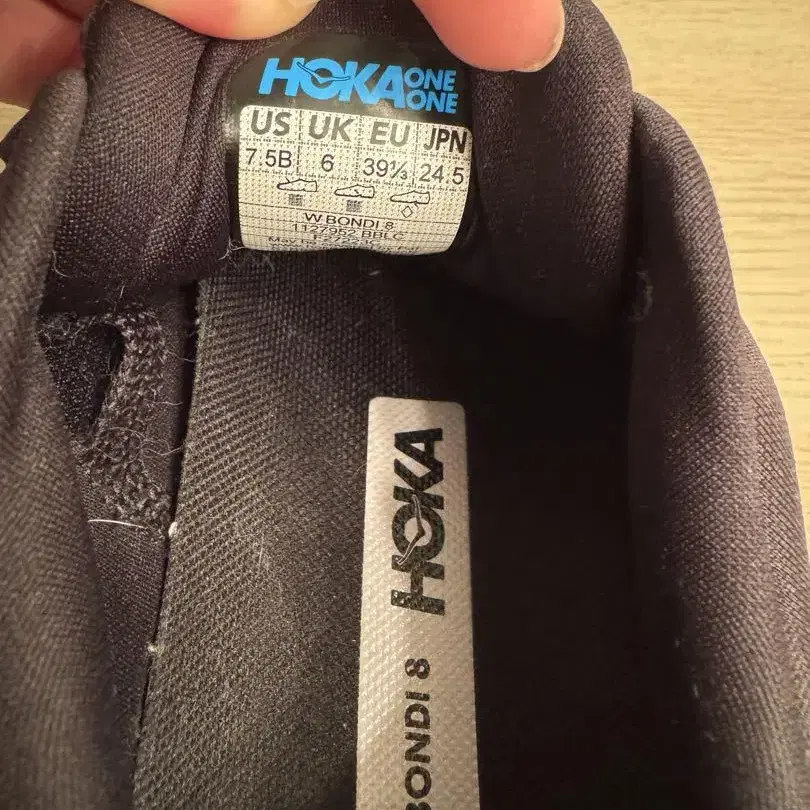 HOKA ONE ONE
US UK EU JPN
7.5B 6 39⅓ 24.5
W BONDI 8
1127952 BBLC
HOKA
BONDI 8